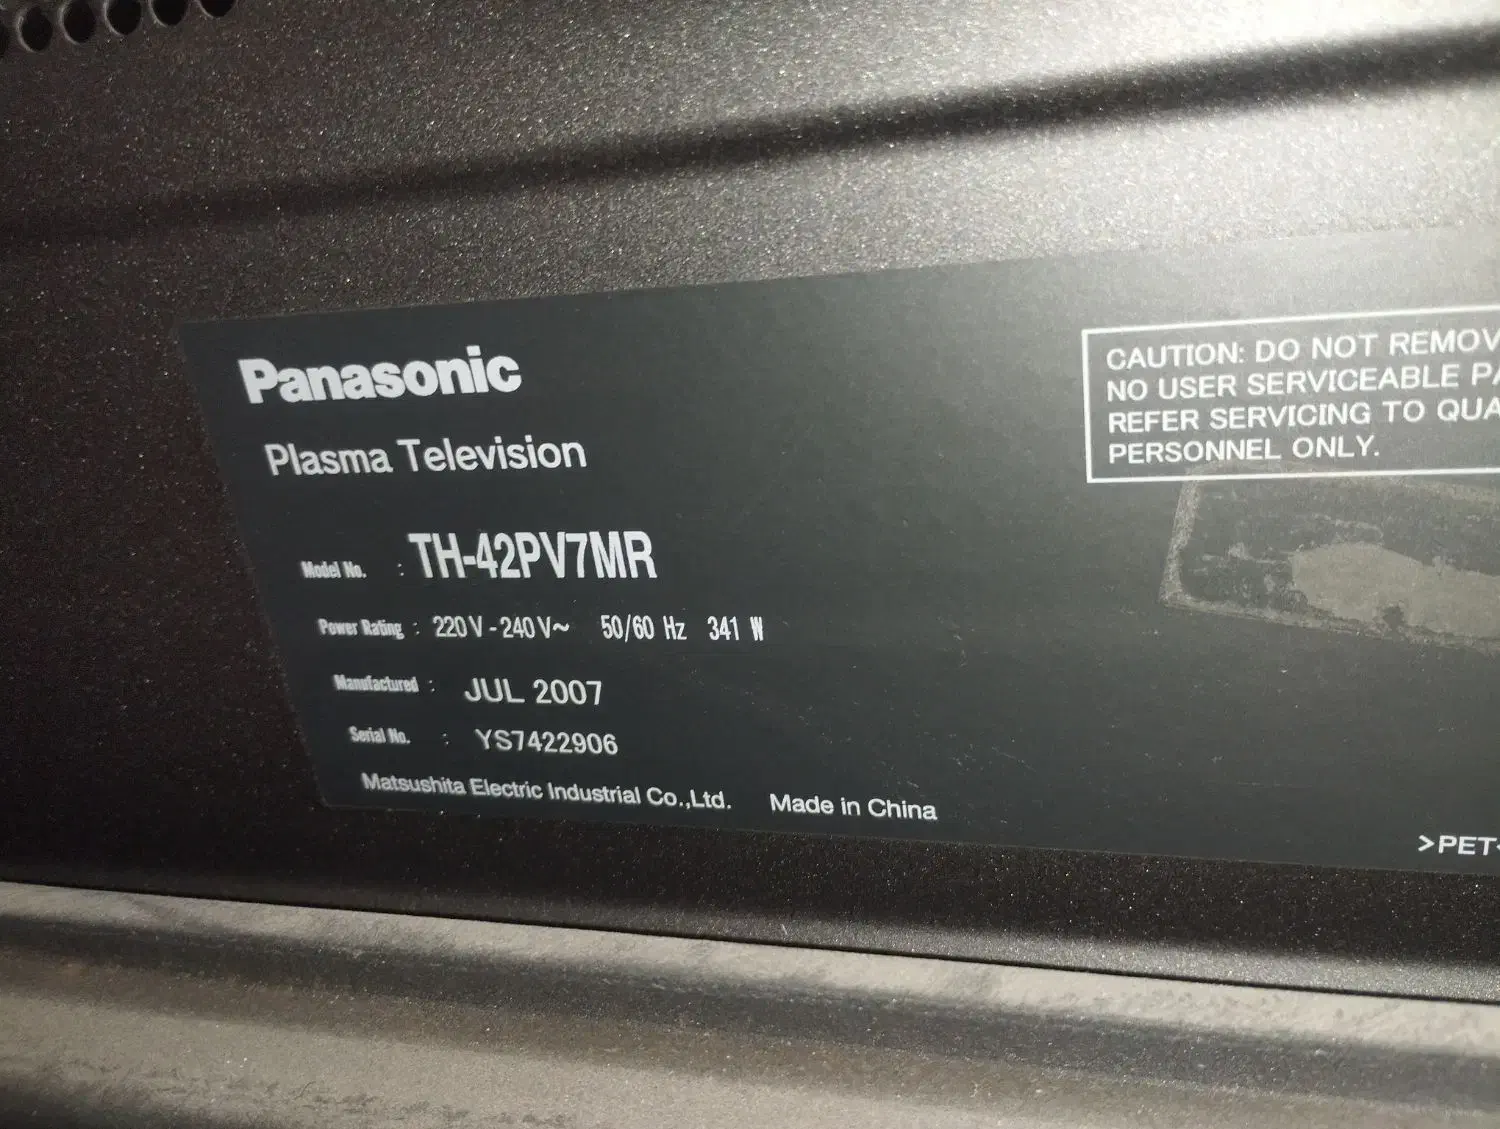 Panasonic
Plasma Television
Model No. : TH-42PV7MR
Power Rating : 220V-240V~ 50/60 Hz 341 W
Manufactured : JUL 2007
Serial No. : YS7422906
Matsushita Electric Industrial Co.,Ltd. Made in China
CAUTION: DO NOT REMOV
NO USER SERVICEABLE PA
REFER SERVICING TO QUA
PERSONNEL ONLY.
>PET<